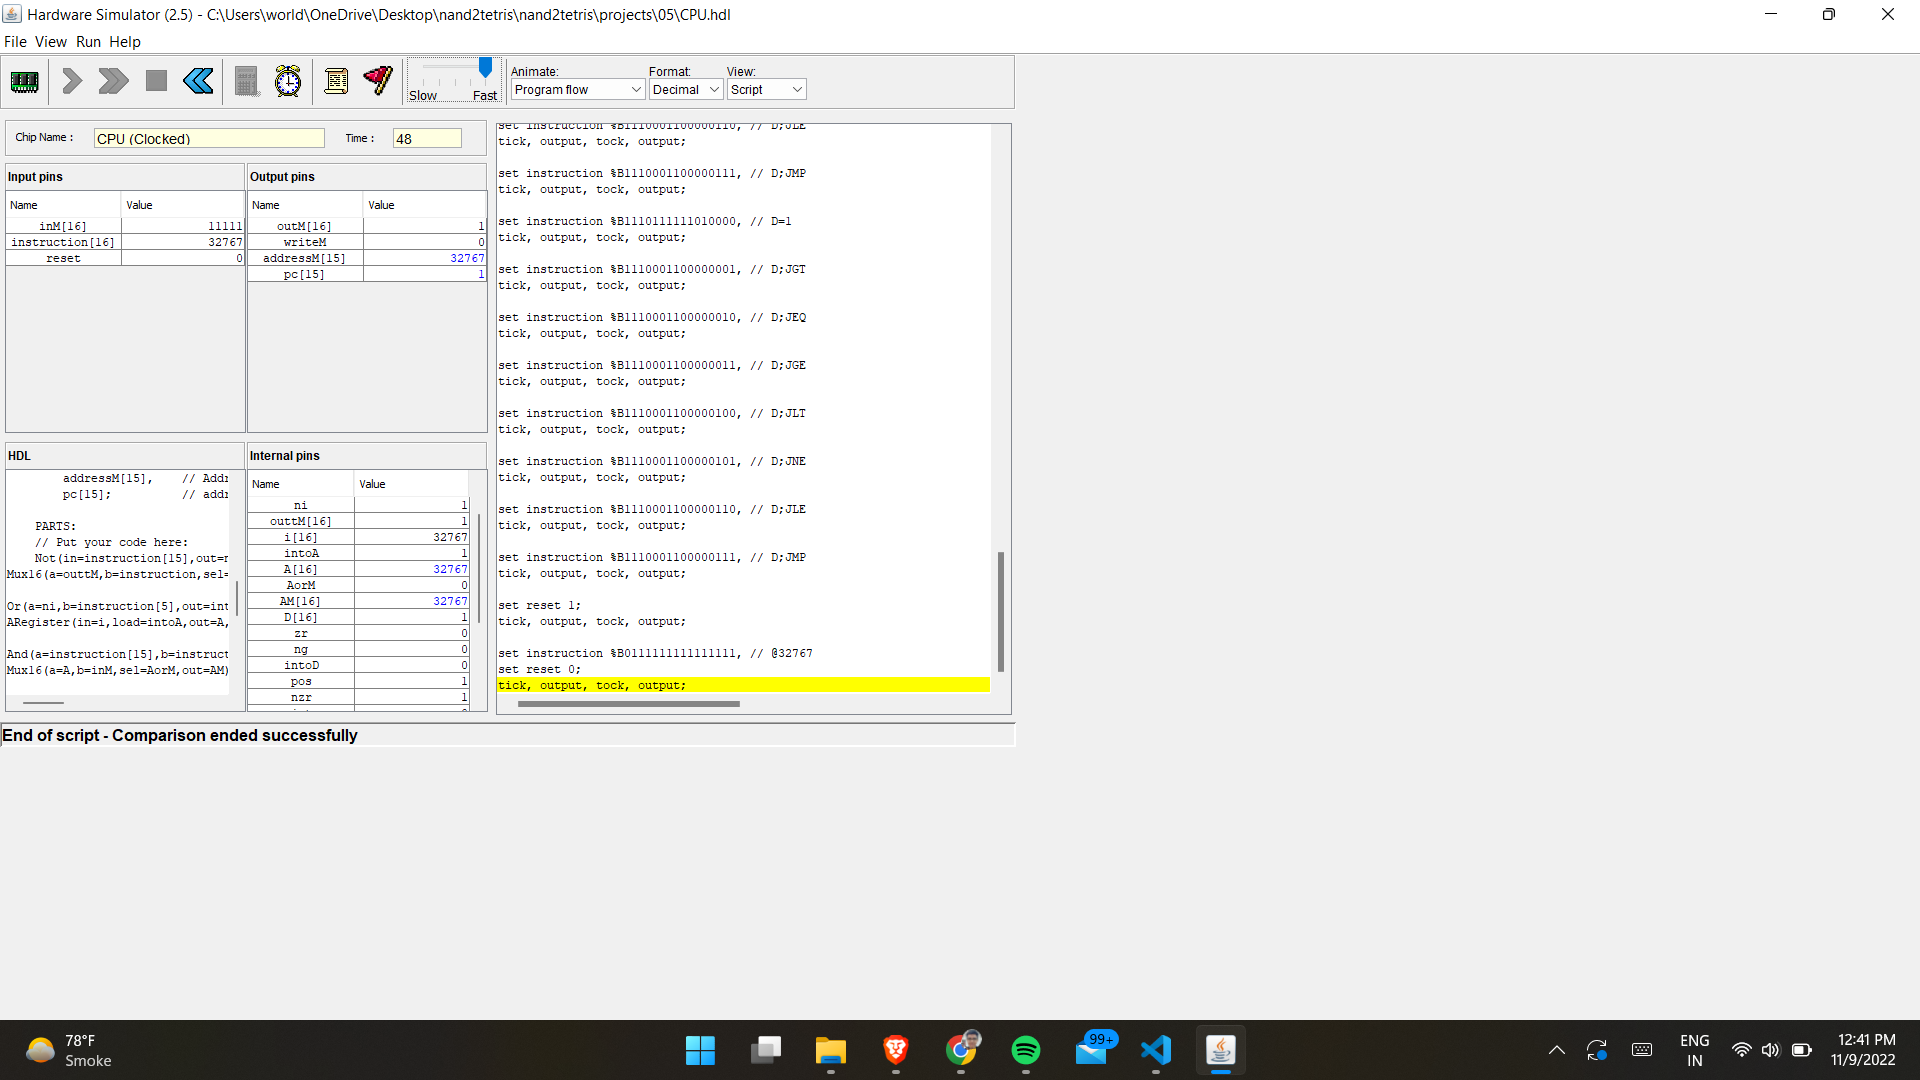 Hardware Simulator (2.5) - C:\Users\world\OneDrive\Desktop\nand2tetris\nand2tetris\projects\05\CPU.hdl
File View Run Help
Slow Fast
Animate:
Program flow
Format:
Decimal
View:
Script
Chip Name :
CPU (Clocked)
Time :
48
Input pins
Name Value
inM[16] 11111
instruction[16] 32767
reset 0
Output pins
Name Value
outM[16] 1
writeM 0
addressM[15] 32767
pc[15] 1
HDL
addressM[15], // Addr
pc[15]; // addr
PARTS:
// Put your code here:
Not(in=instruction[15],out=n
Mux16(a=outtM,b=instruction,sel=
Or(a=ni,b=instruction[5],out=int
ARegister(in=i,load=intoA,out=A,
And(a=instruction[15],b=instruct
Mux16(a=A,b=inM,sel=AorM,out=AM)
Internal pins
Name Value
ni 1
outtM[16] 1
i[16] 32767
intoA 1
A[16] 32767
AorM 0
AM[16] 32767
D[16] 1
zr 0
ng 0
intoD 0
pos 1
nzr 1
set instruction %B1110001100000110, // D;JLE
tick, output, tock, output;
set instruction %B1110001100000111, // D;JMP
tick, output, tock, output;
set instruction %B1110111111010000, // D=1
tick, output, tock, output;
set instruction %B1110001100000001, // D;JGT
tick, output, tock, output;
set instruction %B1110001100000010, // D;JEQ
tick, output, tock, output;
set instruction %B1110001100000011, // D;JGE
tick, output, tock, output;
set instruction %B1110001100000100, // D;JLT
tick, output, tock, output;
set instruction %B1110001100000101, // D;JNE
tick, output, tock, output;
set instruction %B1110001100000110, // D;JLE
tick, output, tock, output;
set instruction %B1110001100000111, // D;JMP
tick, output, tock, output;
set reset 1;
tick, output, tock, output;
set instruction %B0111111111111111, // @32767
set reset 0;
tick, output, tock, output;
End of script - Comparison ended successfully
78°F
Smoke
99+
ENG
IN
12:41 PM
11/9/2022